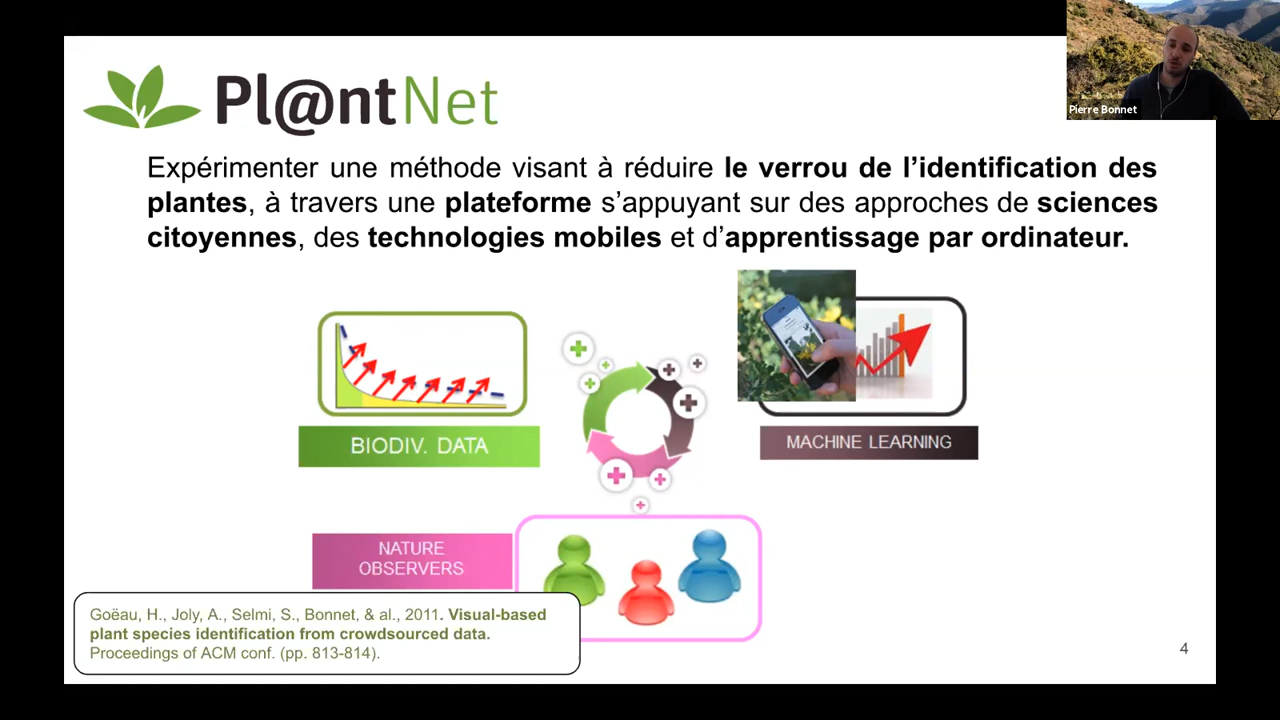 Pl@ntNet
Pierre Bonnet
Expérimenter une méthode visant à réduire le verrou de l’identification des
plantes, à travers une plateforme s’appuyant sur des approches de sciences
citoyennes, des technologies mobiles et d’apprentissage par ordinateur.
BIODIV. DATA
MACHINE LEARNING
NATURE
OBSERVERS
Goëau, H., Joly, A., Selmi, S., Bonnet, & al., 2011. Visual-based
plant species identification from crowdsourced data.
Proceedings of ACM conf. (pp. 813-814).
4